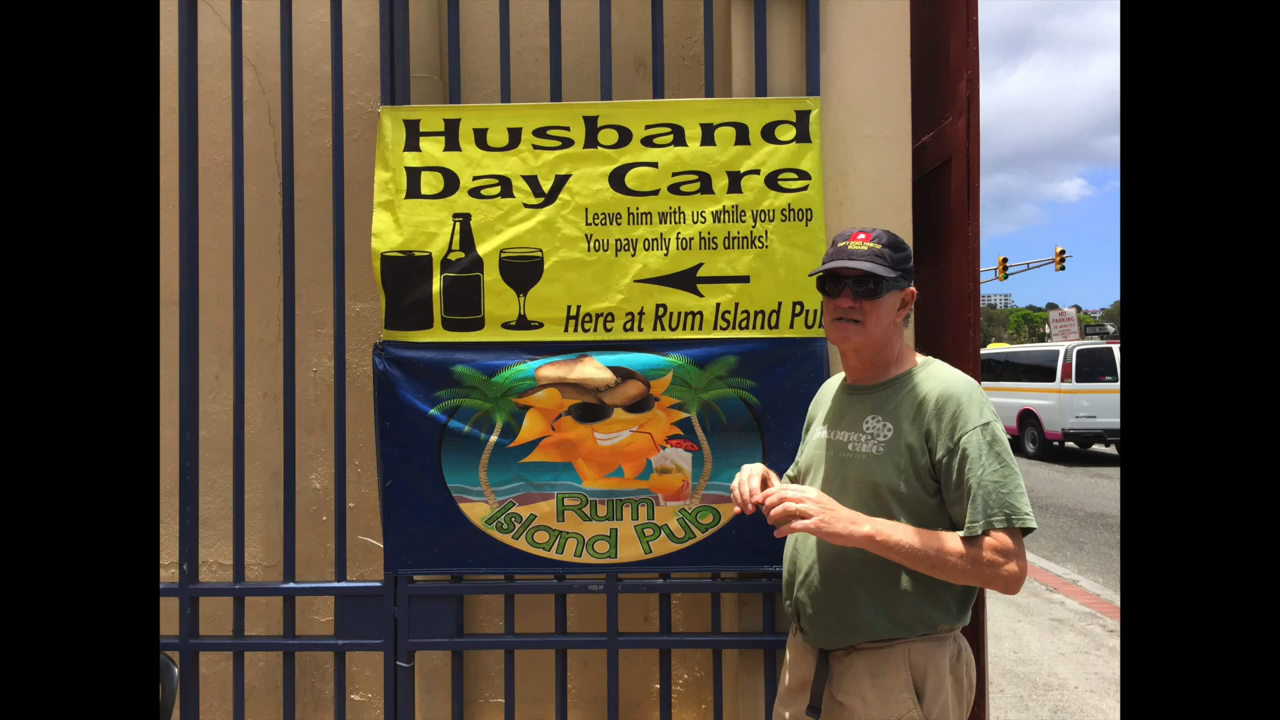 Husband
Day Care
Leave him with us while you shop
You pay only for his drinks!
Here at Rum Island Pub
Rum
Island Pub
cafe
NO
PARKING